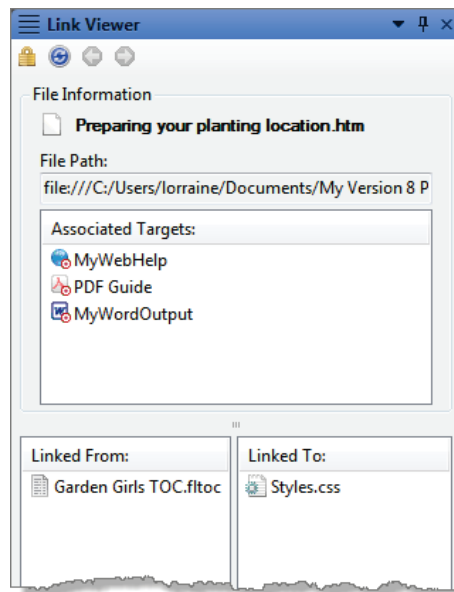 Link Viewer
File Information
Preparing your planting location.htm
File Path:
file:///C:/Users/lorraine/Documents/My Version 8 P
Associated Targets:
MyWebHelp
PDF Guide
MyWordOutput
Linked From:
Garden Girls TOC.fltoc
Linked To:
Styles.css